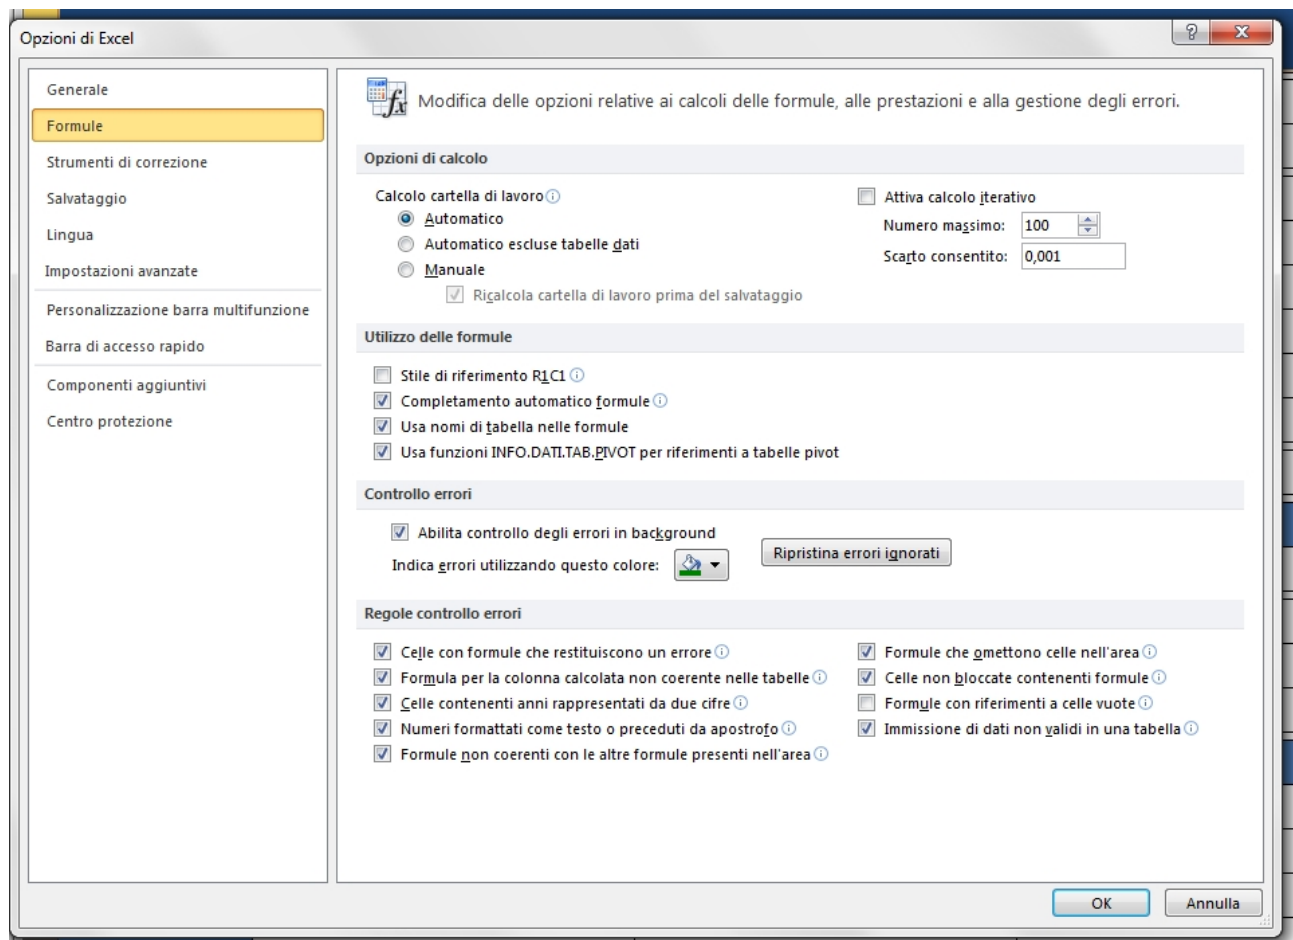 Opzioni di Excel
Generale
Formule
Strumenti di correzione
Salvataggio
Lingua
Impostazioni avanzate
Personalizzazione barra multifunzione
Barra di accesso rapido
Componenti aggiuntivi
Centro protezione
Modifica delle opzioni relative ai calcoli delle formule, alle prestazioni e alla gestione degli errori.
Opzioni di calcolo
Calcolo cartella di lavoro
Automatico
Automatico escluse tabelle dati
Manuale
Ricalcola cartella di lavoro prima del salvataggio
Attiva calcolo iterativo
Numero massimo: 100
Scarto consentito: 0,001
Utilizzo delle formule
Stile di riferimento R1C1
Completamento automatico formule
Usa nomi di tabella nelle formule
Usa funzioni INFO.DATI.TAB.PIVOT per riferimenti a tabelle pivot
Controllo errori
Abilita controllo degli errori in background
Indica errori utilizzando questo colore:
Ripristina errori ignorati
Regole controllo errori
Celle con formule che restituiscono un errore
Formula per la colonna calcolata non coerente nelle tabelle
Celle contenenti anni rappresentati da due cifre
Numeri formattati come testo o preceduti da apostrofo
Formule non coerenti con le altre formule presenti nell'area
Formule che omettono celle nell'area
Celle non bloccate contenenti formule
Formule con riferimenti a celle vuote
Immissione di dati non validi in una tabella
OK
Annulla